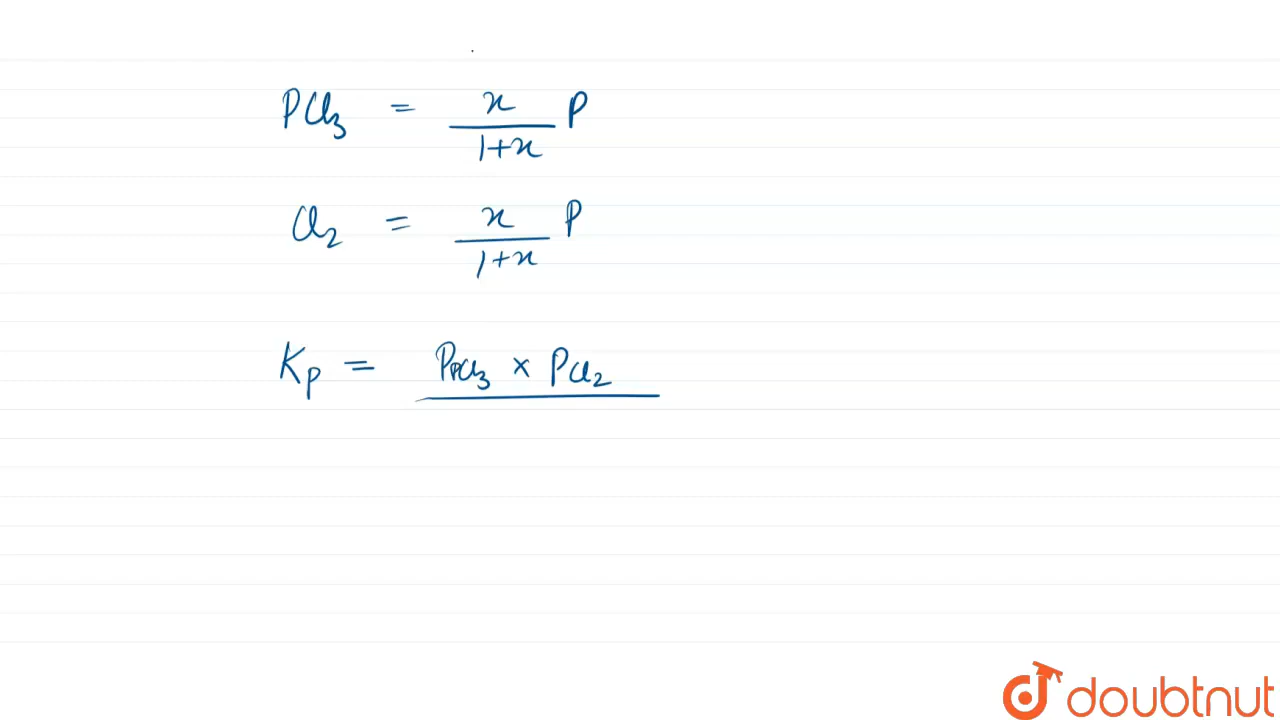 PCl₃ = x/(1+x) P
Cl₂ = x/(1+x) P
Kp = PPCl₃ × PCl₂
doubtnut